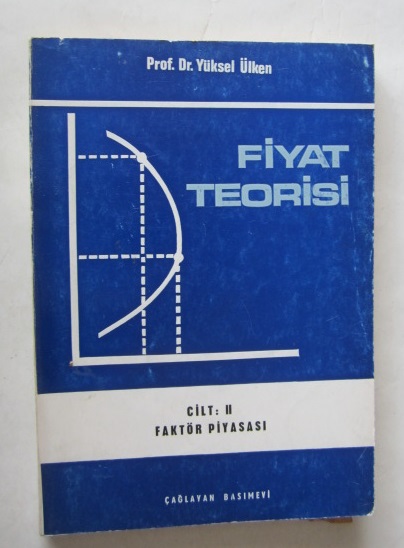 Prof. Dr. Yüksel Ülken
FİYAT
TEORİSİ
CİLT: II
FAKTÖR PİYASASI
ÇAĞLAYAN BASIMEVİ